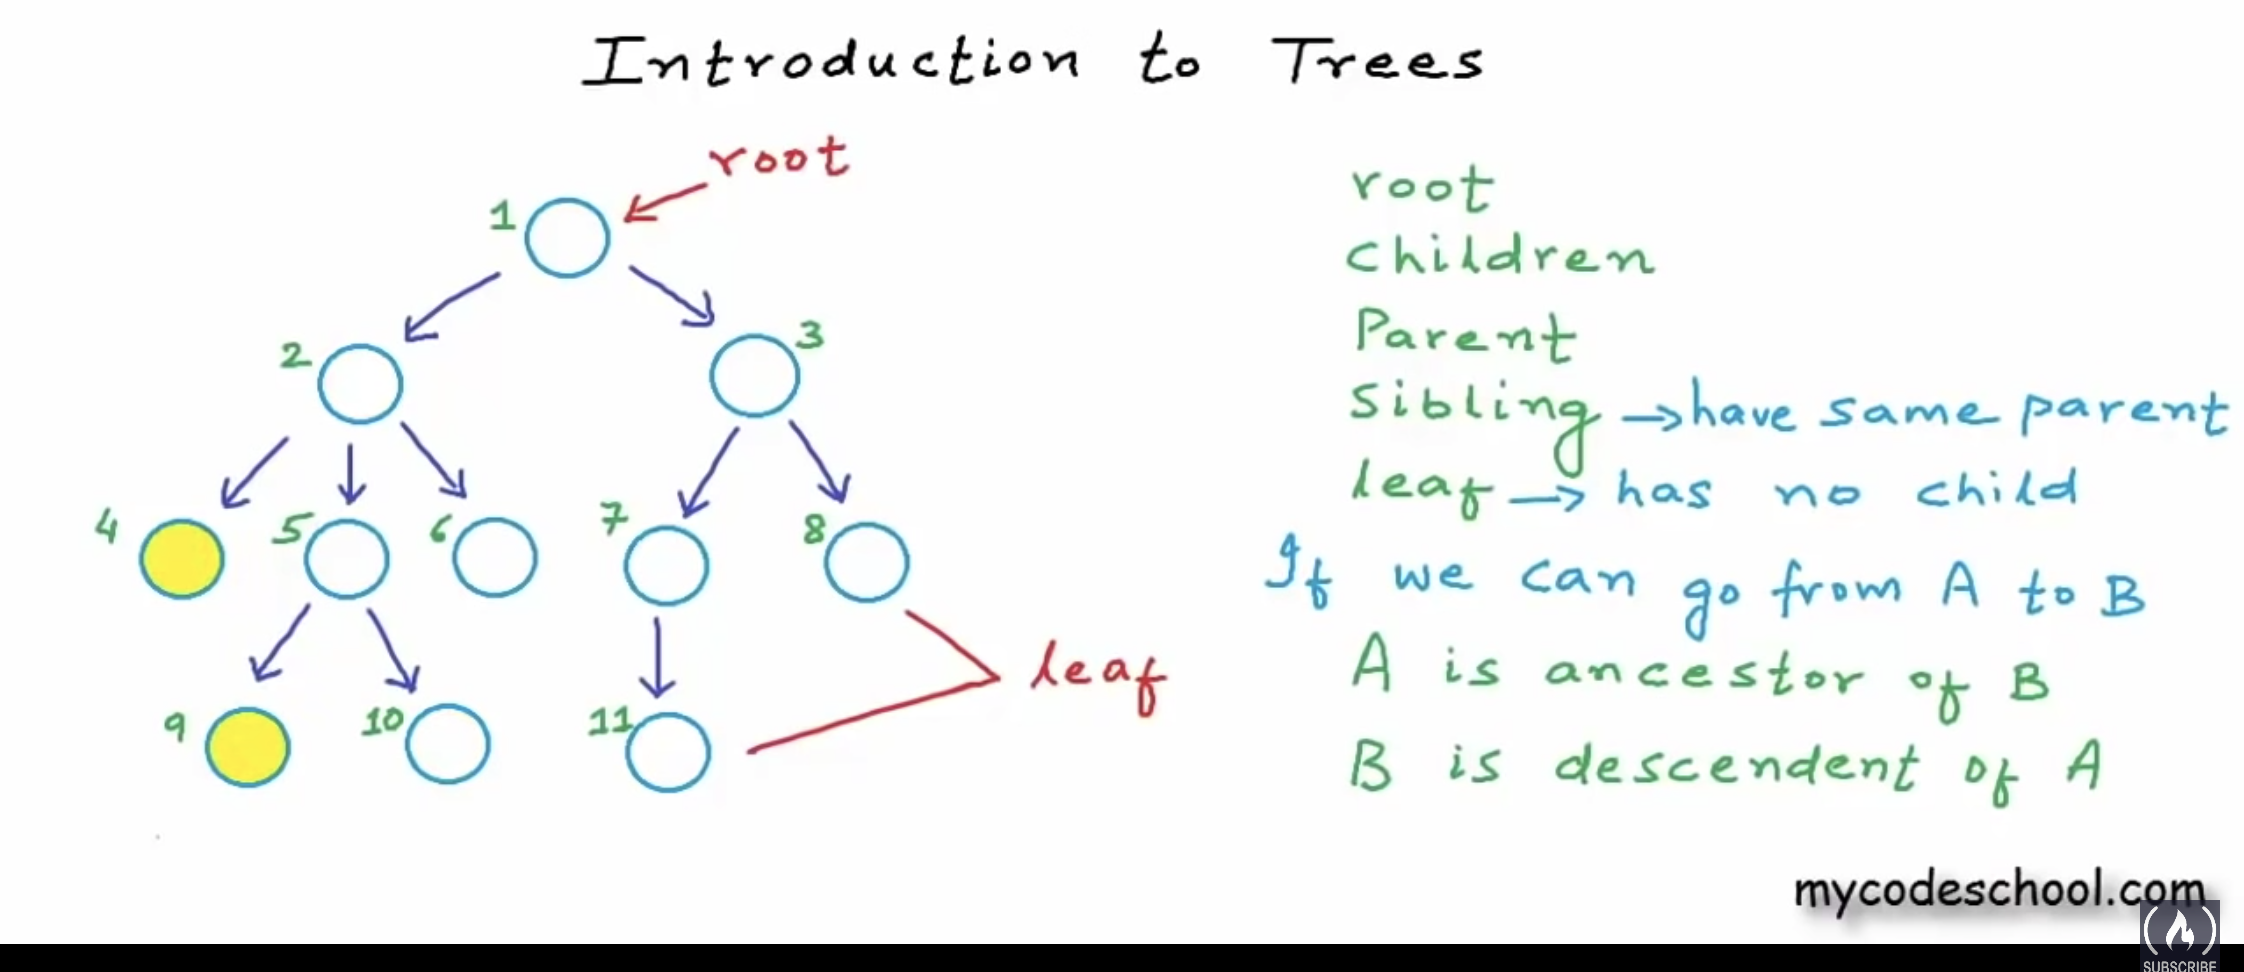 Introduction to Trees
root
1
2
3
4
5
6
7
8
9
10
11
leaf
root
Children
Parent
Sibling → have same parent
leaf → has no child
If we can go from A to B
A is ancestor of B
B is descendent of A
mycodeschool.com
SUBSCRIBE